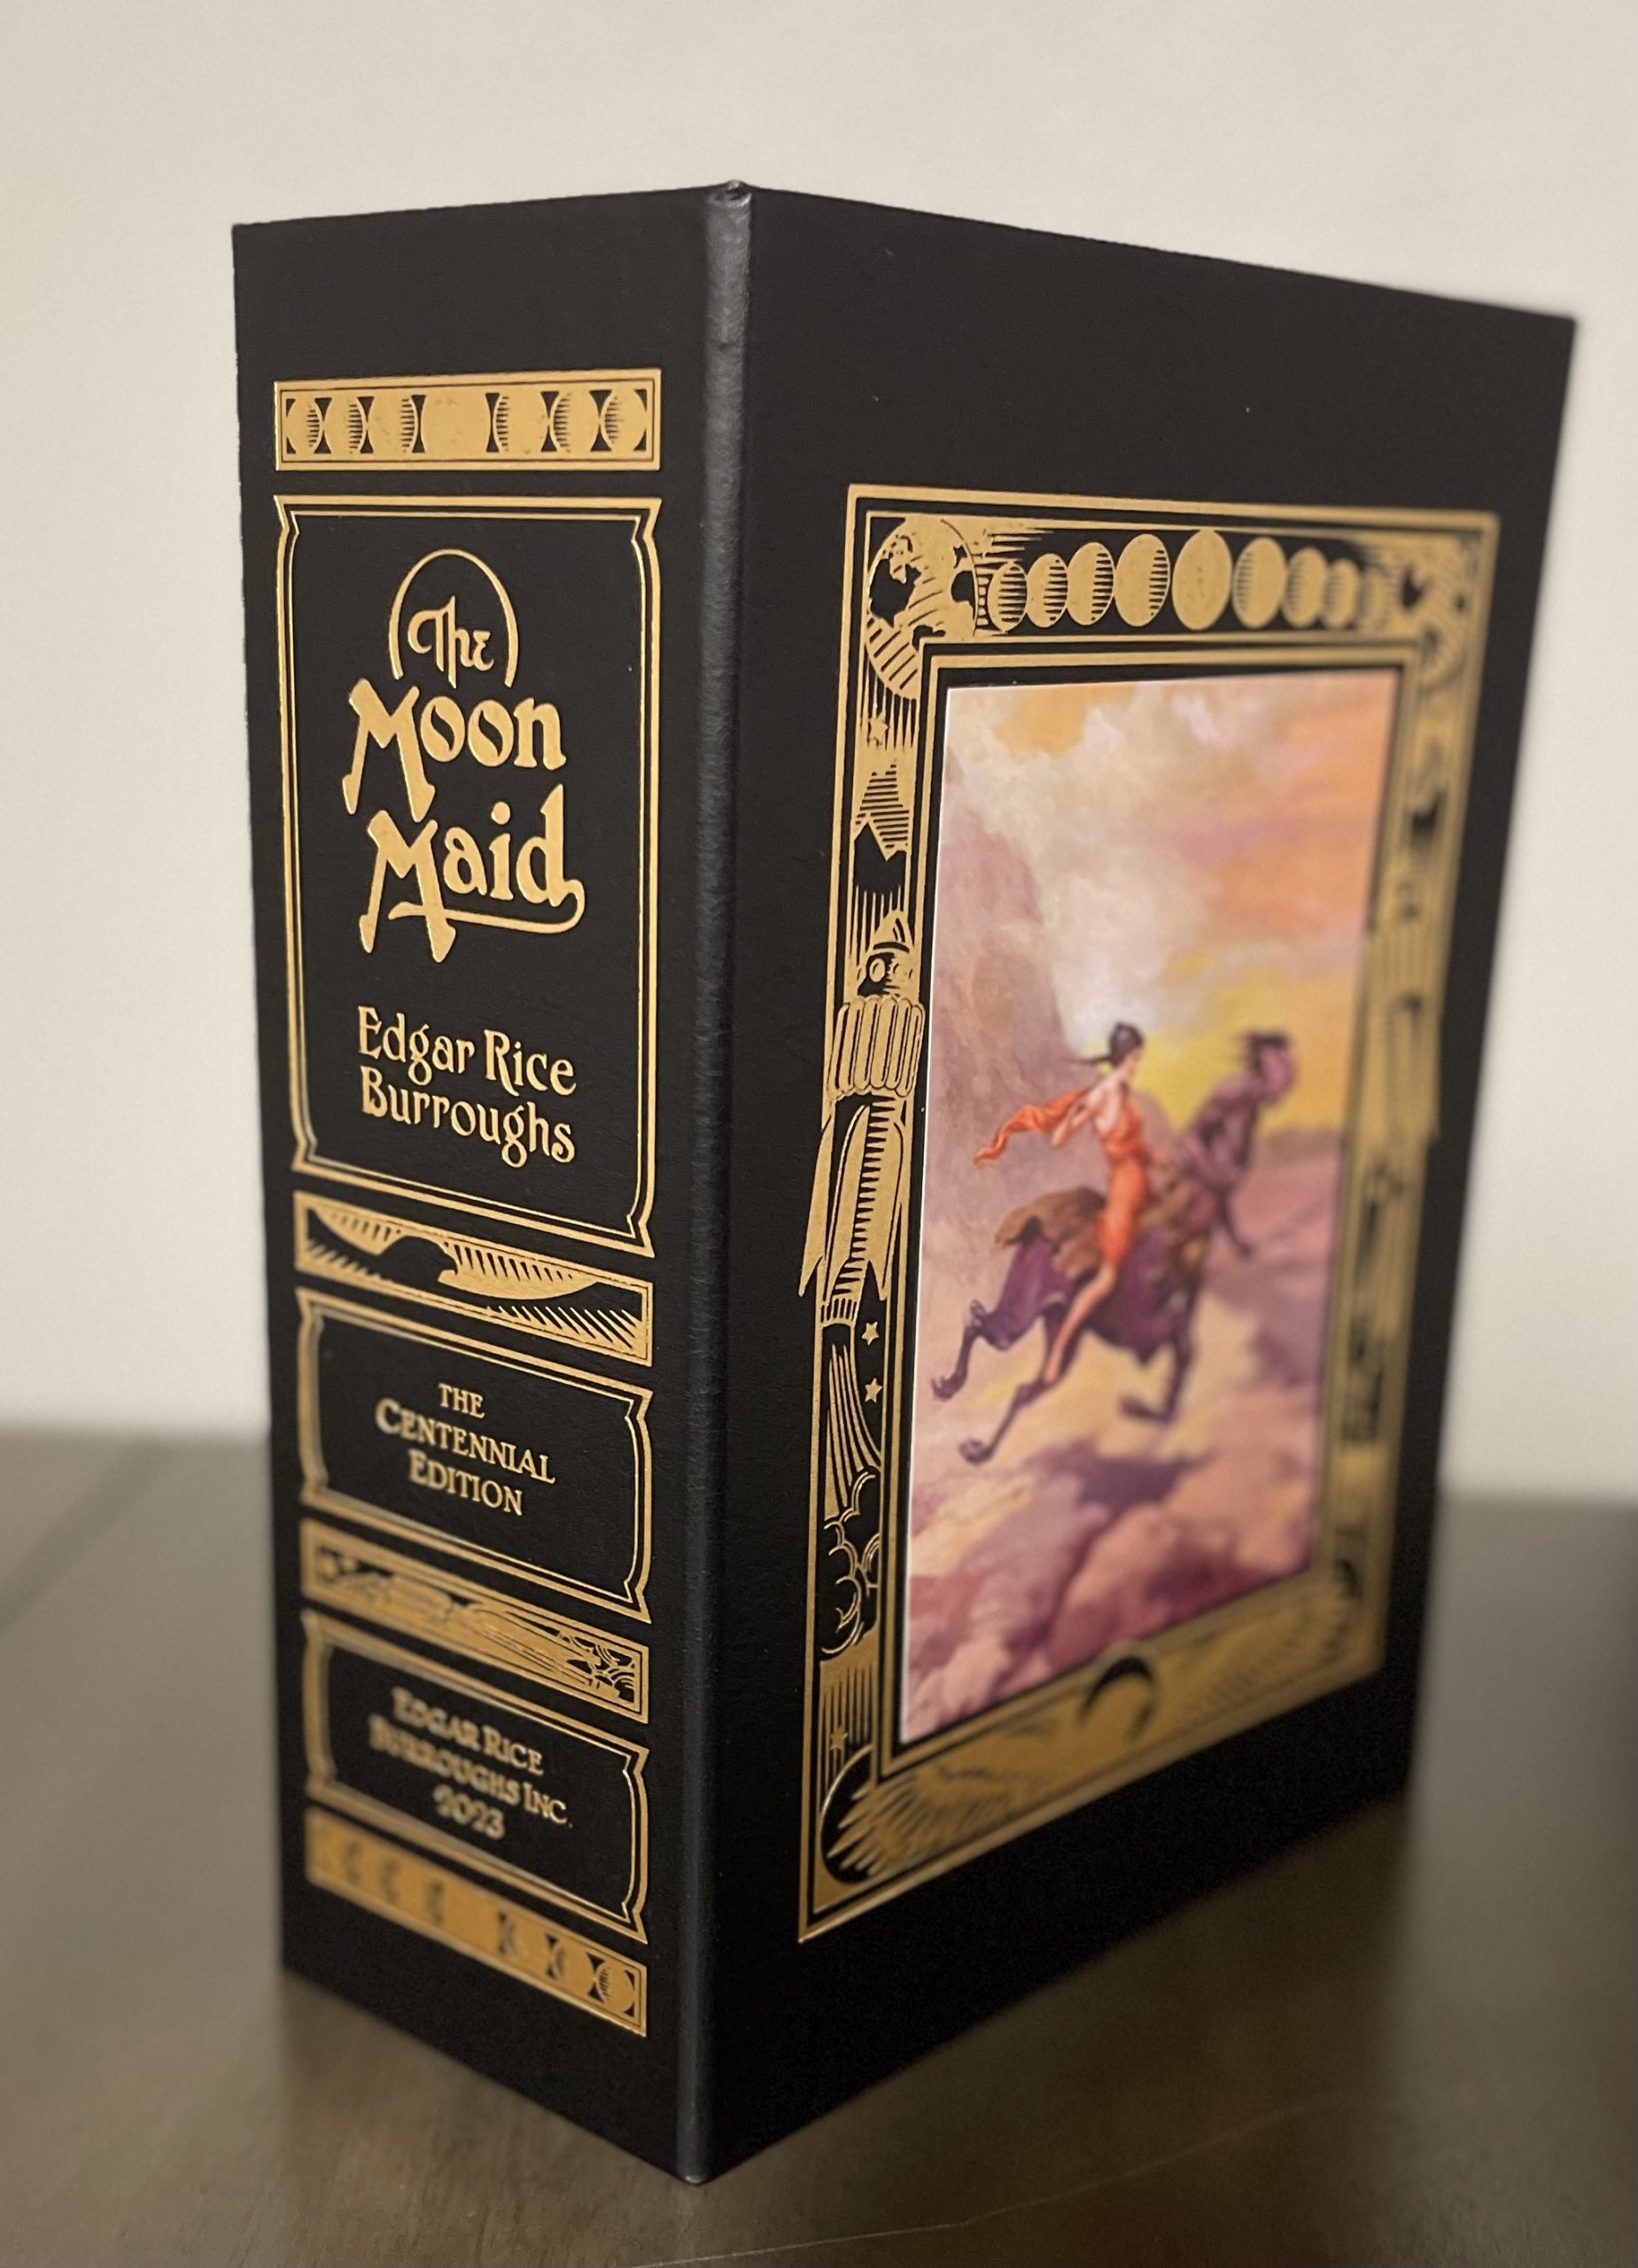 The
Moon
Maid
Edgar Rice
Burroughs
THE
CENTENNIAL
EDITION
EDGAR RICE
BURROUGHS INC.
2023